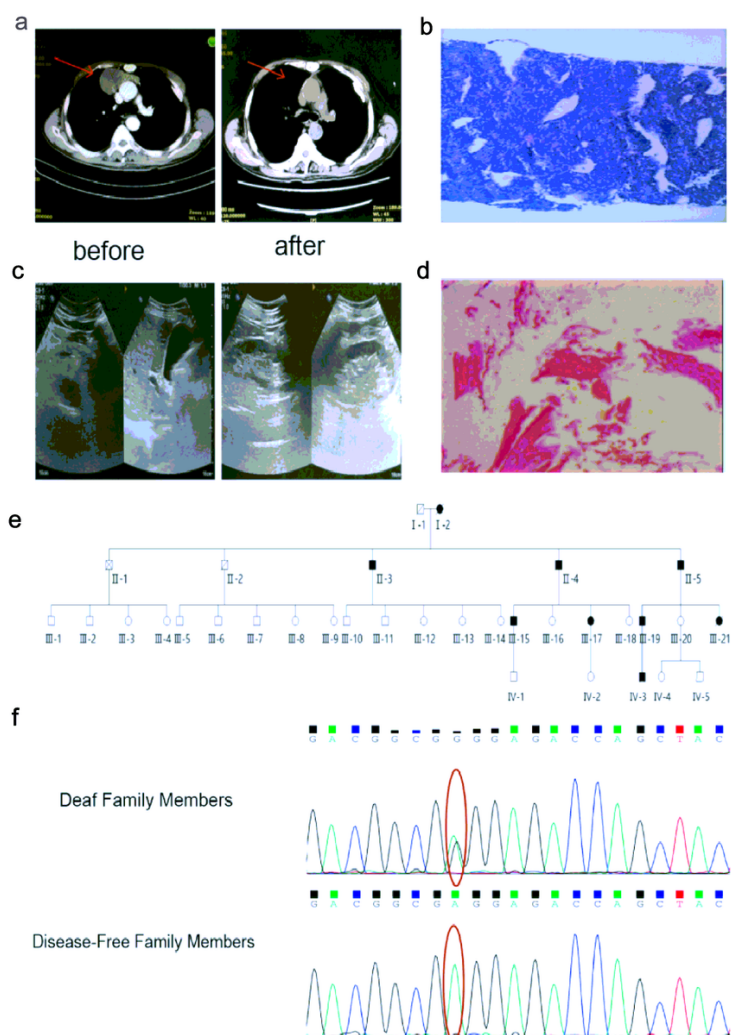 a
b
before
after
c
d
e
I-1 I-2
II-1 II-2 II-3 II-4 II-5
III-1 III-2 III-3 III-4 III-5 III-6 III-7 III-8 III-9 III-10 III-11 III-12 III-13 III-14 III-15 III-16 III-17 III-18 III-19 III-20 III-21
IV-1 IV-2 IV-3 IV-4 IV-5
f
G A C G G C G G G G A G A C C A G C T A C
Deaf Family Members
G A C G G C G A G G A G A C C A G C T A C
Disease-Free Family Members